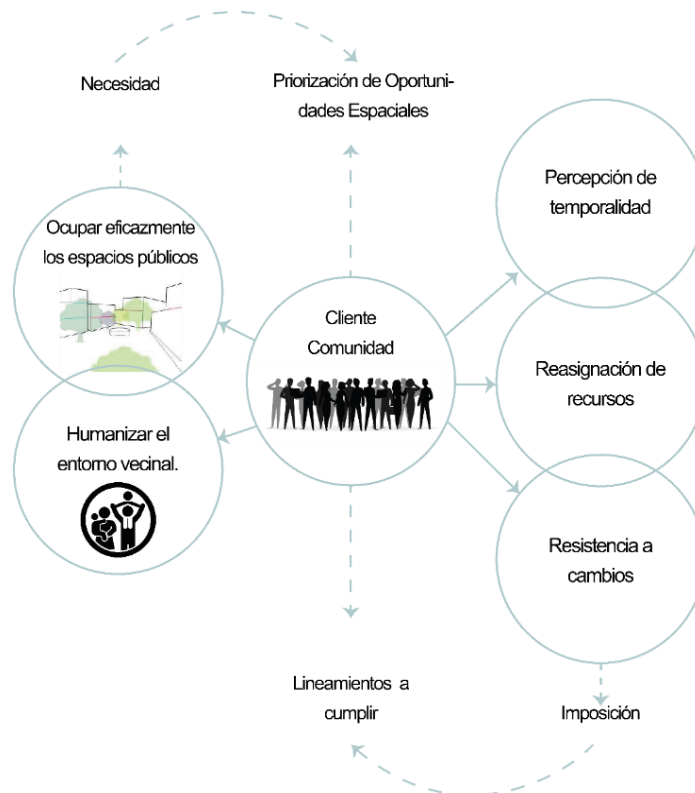 Necesidad
Priorización de Oportuni-
dades Espaciales
Percepción de
temporalidad
Ocupar eficazmente
los espacios públicos
Cliente
Comunidad
Reasignación de
recursos
Humanizar el
entorno vecinal.
Resistencia a
cambios
Lineamientos a
cumplir
Imposición